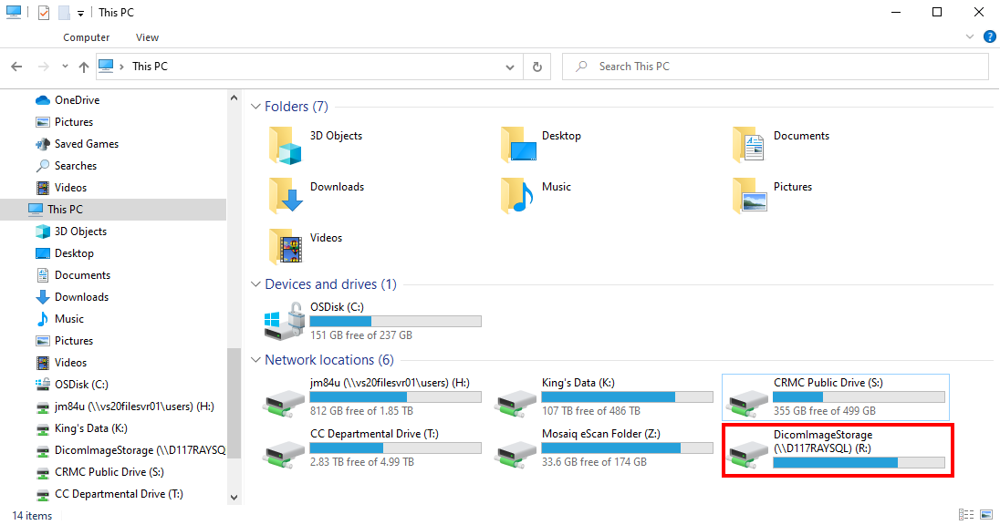 This PC
Computer View
This PC
Search This PC
OneDrive
Pictures
Saved Games
Searches
Videos
This PC
3D Objects
Desktop
Documents
Downloads
Music
Pictures
Videos
OSDisk (C:)
jm84u (\\vs20filesvr01\users) (H:)
King's Data (K:)
DicomImageStorage (\\D117RAYSQ
CRMC Public Drive (S:)
CC Departmental Drive (T:)
Folders (7)
3D Objects
Desktop
Documents
Downloads
Music
Pictures
Videos
Devices and drives (1)
OSDisk (C:)
151 GB free of 237 GB
Network locations (6)
jm84u (\\vs20filesvr01\users) (H:)
812 GB free of 1.85 TB
King's Data (K:)
107 TB free of 486 TB
CRMC Public Drive (S:)
355 GB free of 499 GB
CC Departmental Drive (T:)
2.83 TB free of 4.99 TB
Mosaiq eScan Folder (Z:)
33.6 GB free of 174 GB
DicomImageStorage
(\\D117RAYSQL) (R:)
14 items